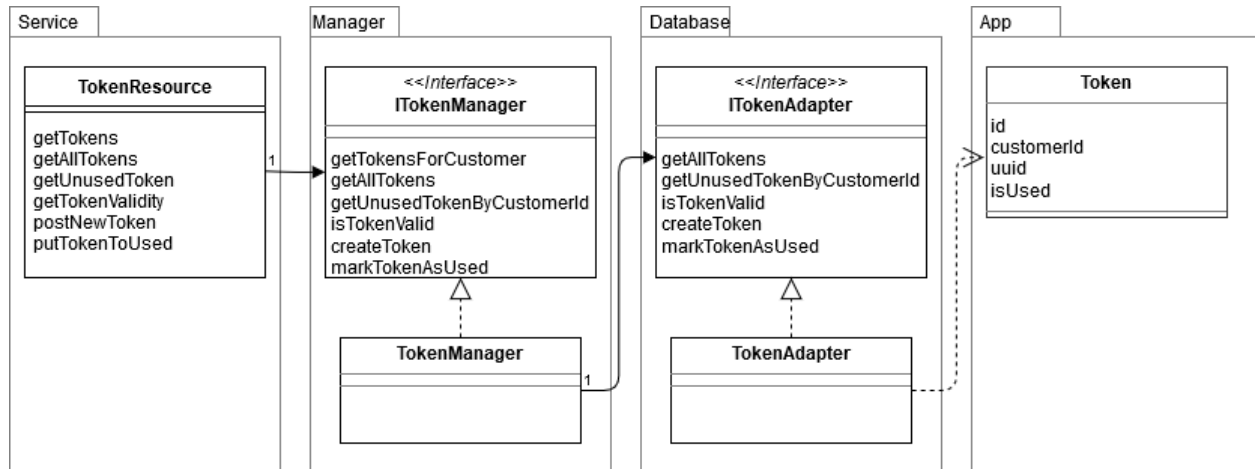 Service
TokenResource
getTokens
getAllTokens
getUnusedToken
getTokenValidity
postNewToken
putTokenToUsed
1
Manager
<<Interface>>
ITokenManager
getTokensForCustomer
getAllTokens
getUnusedTokenByCustomerId
isTokenValid
createToken
markTokenAsUsed
TokenManager
1
Database
<<Interface>>
ITokenAdapter
getAllTokens
getUnusedTokenByCustomerId
isTokenValid
createToken
markTokenAsUsed
TokenAdapter
App
Token
id
customerId
uuid
isUsed